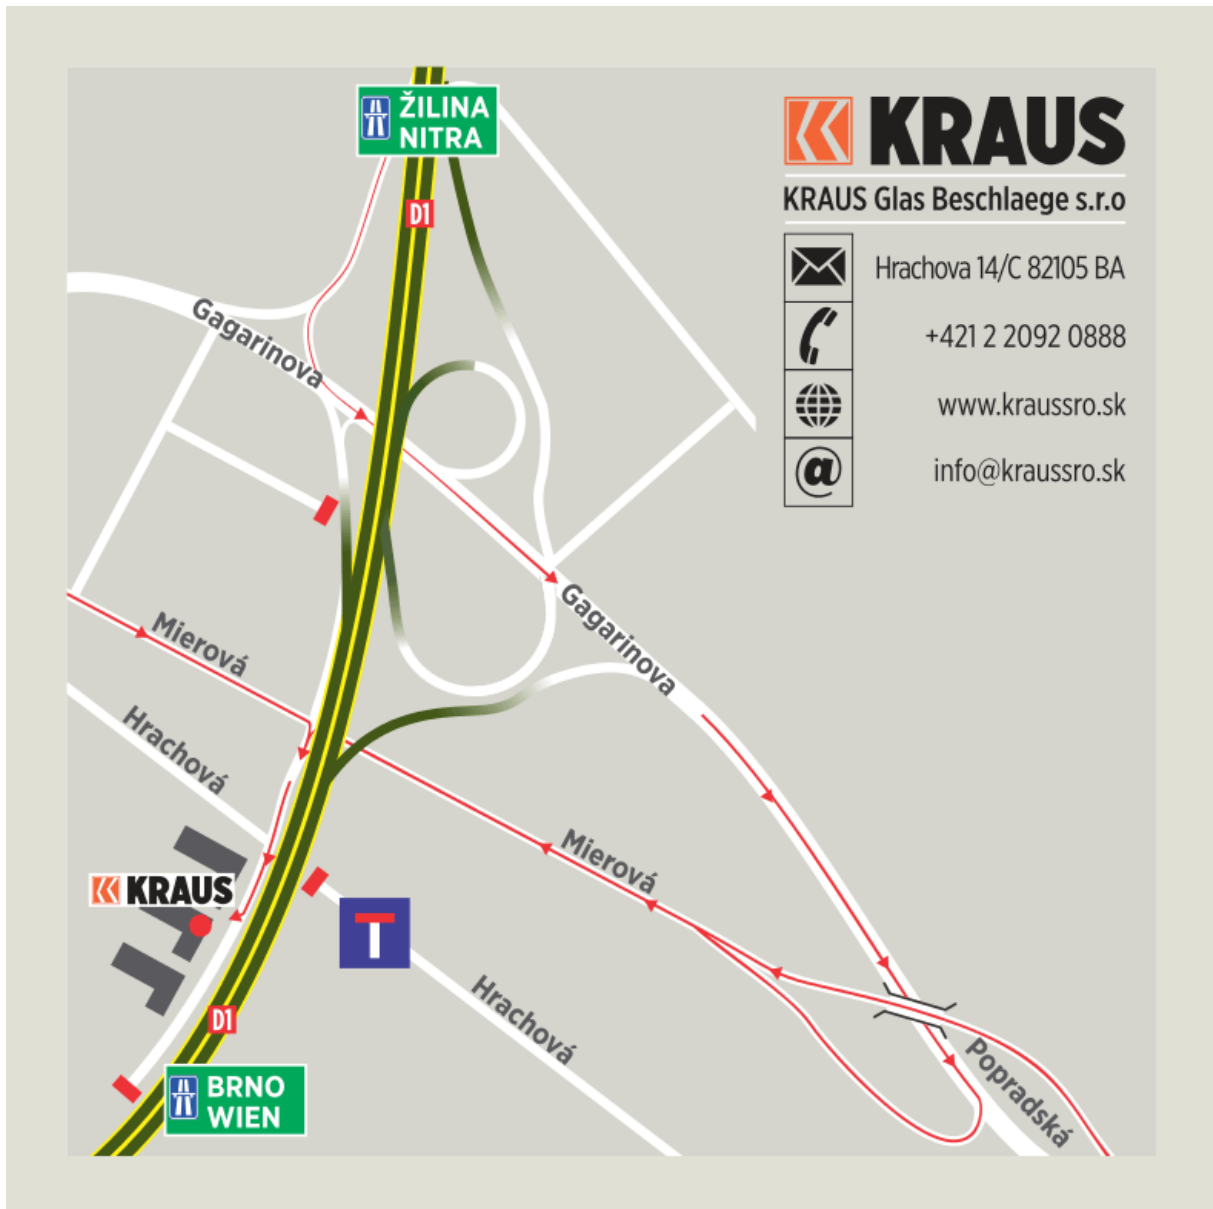 ŽILINA
NITRA
D1
KRAUS
KRAUS Glas Beschlaege s.r.o
Hrachova 14/C 82105 BA
+421 2 2092 0888
www.kraussro.sk
@
info@kraussro.sk
Gagarinova
Gagarinova
Mierová
Hrachová
Mierová
KRAUS
Hrachová
D1
Popradská
BRNO
WIEN